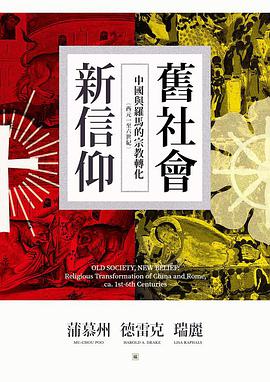 舊社會
新信仰
中國與羅馬的宗教轉化
（西元一至六世紀）
OLD SOCIETY, NEW BELIEF:
Religious Transformation of China and Rome,
ca. 1st-6th Centuries
蒲慕州 德雷克 瑞麗
MU-CHOU POO HAROLD A. DRAKE LISA RAPHALS